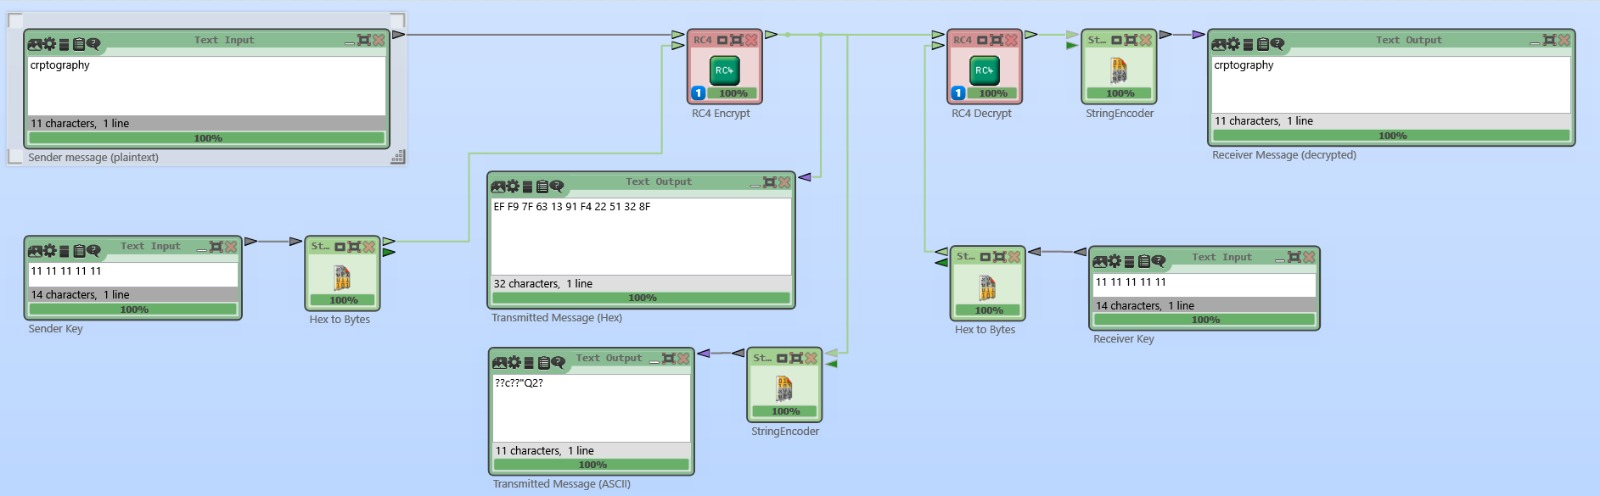 Text Input
crptography
11 characters,  1 line
100%
Sender message (plaintext)
RC4
RC4
1
100%
RC4 Encrypt
RC4
RC4
1
100%
RC4 Decrypt
St...
100%
StringEncoder
Text Output
crptography
11 characters,  1 line
100%
Receiver Message (decrypted)
Text Output
EF F9 7F 63 13 91 F4 22 51 32 8F
32 characters,  1 line
100%
Transmitted Message (Hex)
Text Input
11 11 11 11 11
14 characters,  1 line
100%
Sender Key
St...
100%
Hex to Bytes
St...
100%
Hex to Bytes
Text Input
11 11 11 11 11
14 characters,  1 line
100%
Receiver Key
Text Output
??c??"Q2?
11 characters,  1 line
100%
Transmitted Message (ASCII)
St...
100%
StringEncoder